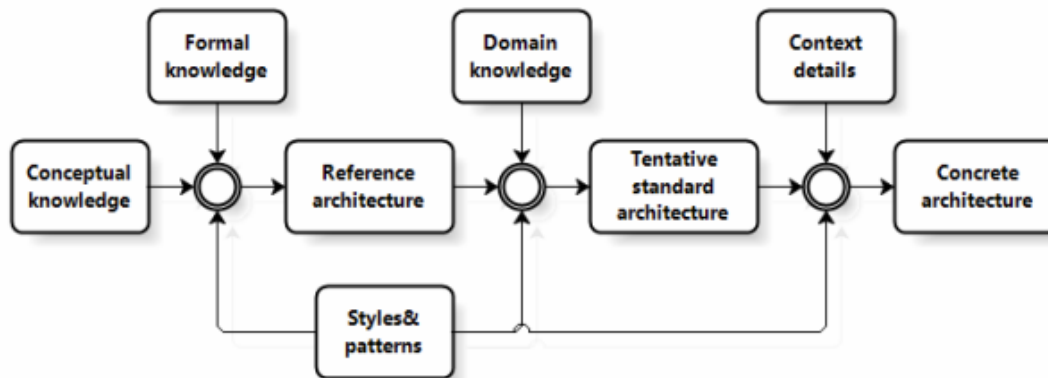 Formal
knowledge
Domain
knowledge
Context
details
Conceptual
knowledge
Reference
architecture
Tentative
standard
architecture
Concrete
architecture
Styles&
patterns